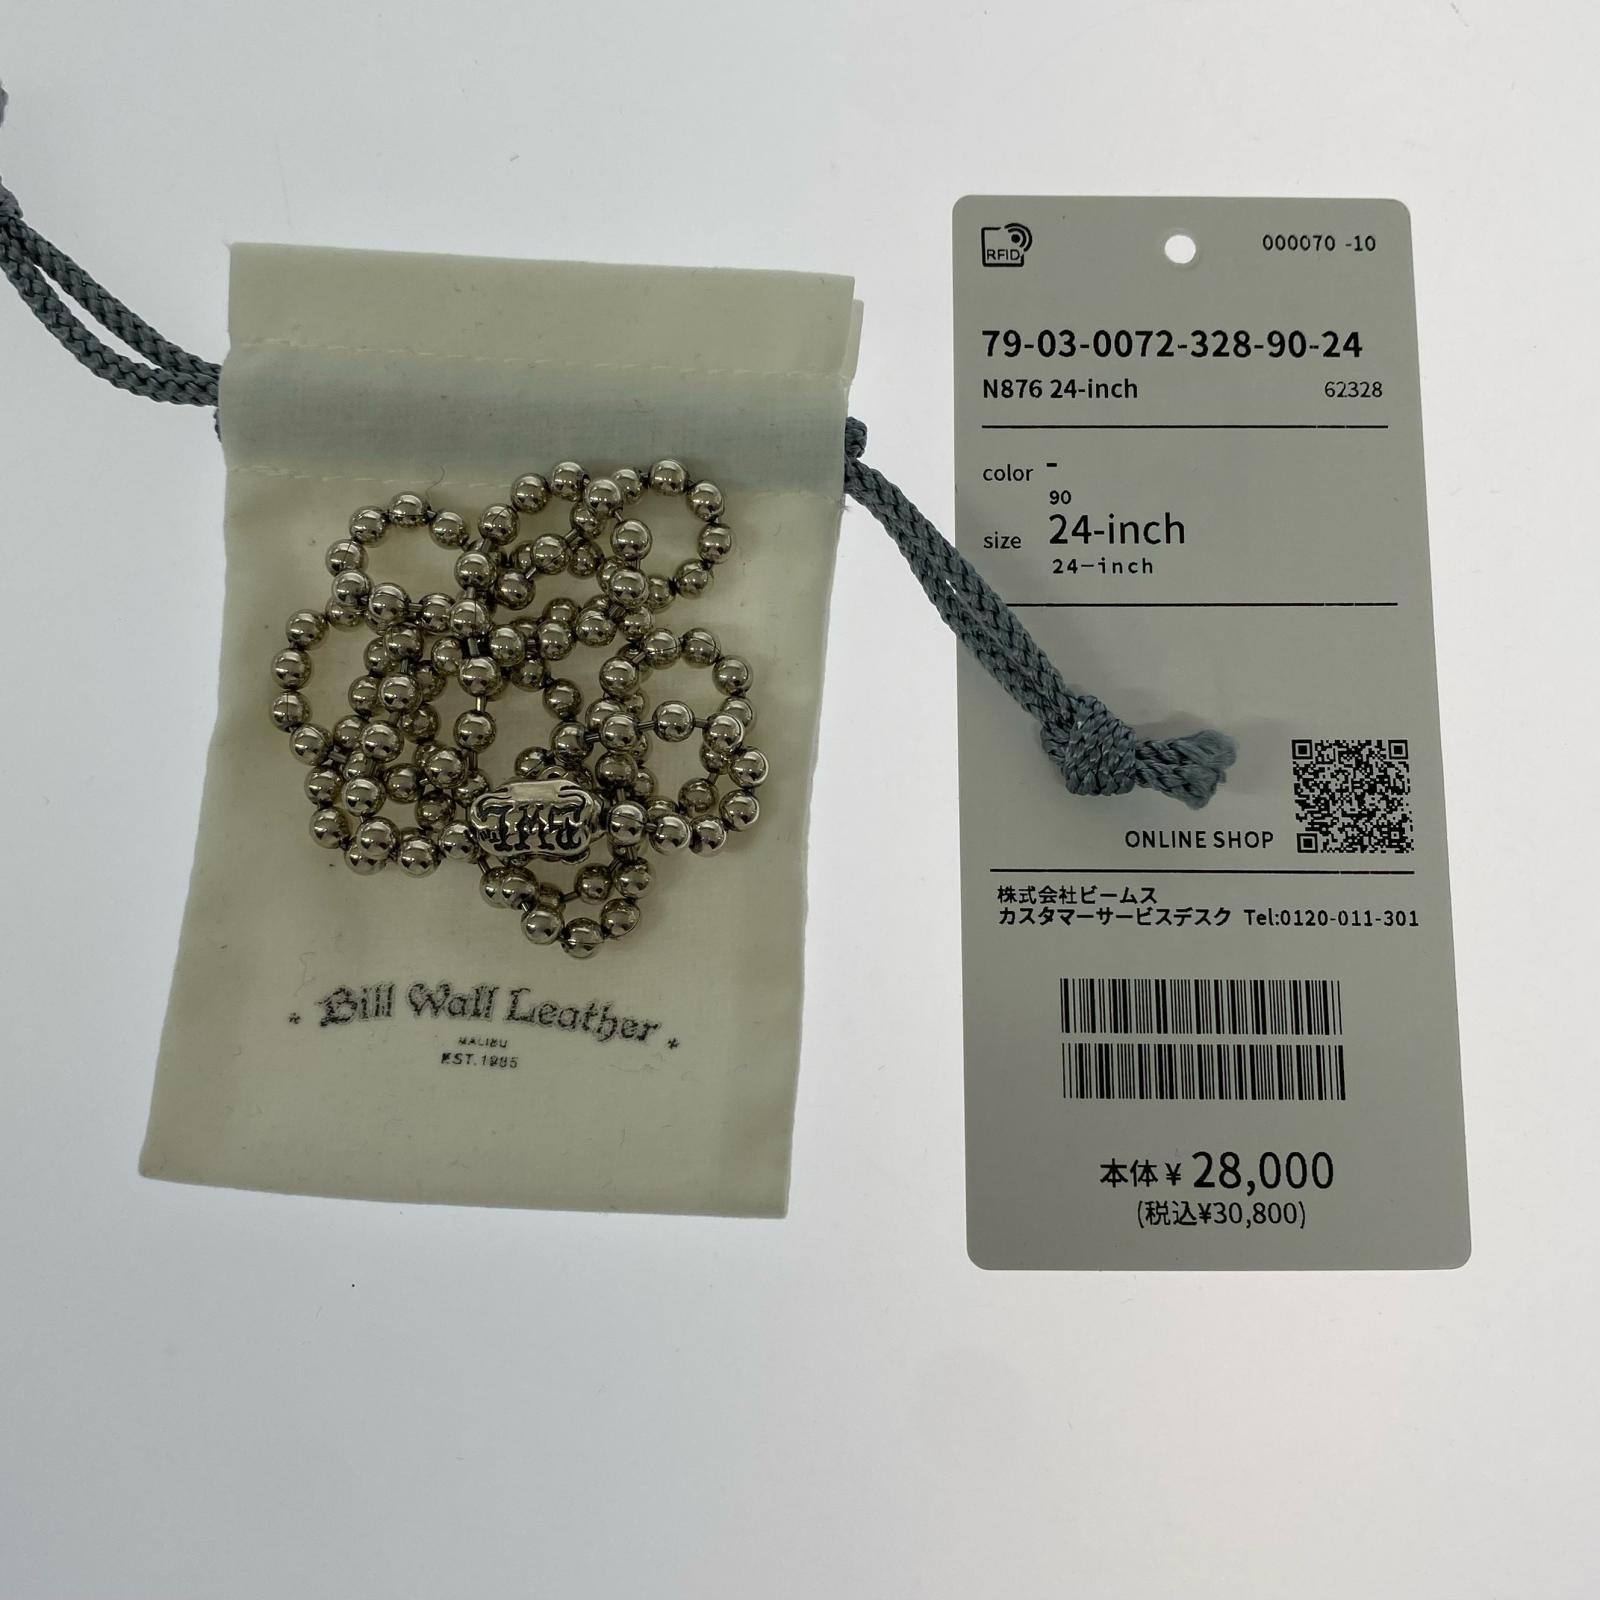 Bill Wall Leather
MALIBU
EST.1985
BWL
RFID
000070 -10
79-03-0072-328-90-24
N876 24-inch 62328
color -
90
size 24-inch
24-inch
ONLINE SHOP
株式会社ビームス
カスタマーサービスデスク Tel:0120-011-301
本体¥28,000
(税込¥30,800)